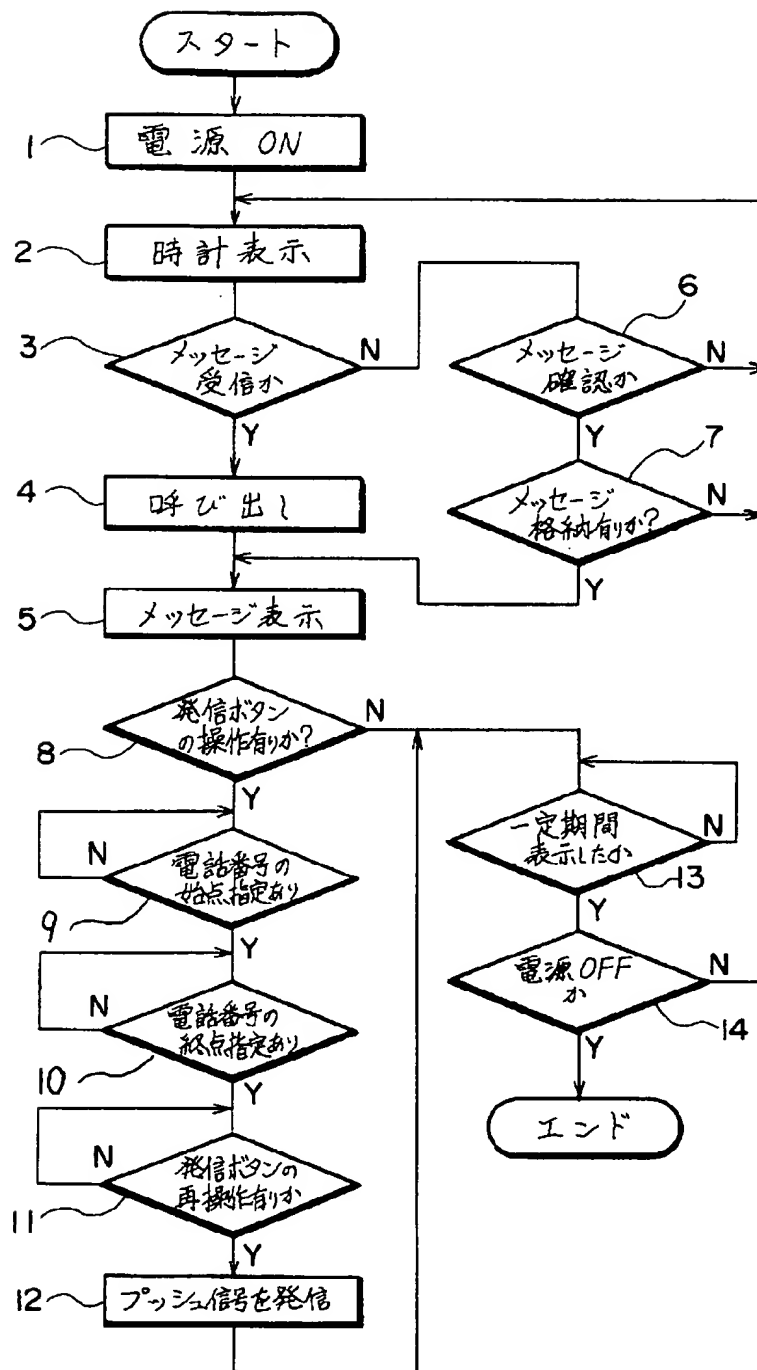 スタート
1
電源 ON
2
時計表示
3
メッセージ
受信か
N
Y
6
メッセージ
確認か
N
Y
7
メッセージ
格納有りか?
N
Y
4
呼び出し
5
メッセージ表示
8
発信ボタン
の操作有りか?
N
Y
9
電話番号の
始点指定あり
N
Y
10
電話番号の
終点指定あり
N
Y
11
発信ボタンの
再操作有りか
N
Y
12
プッシュ信号を発信
13
一定期間
表示したか
N
Y
14
電源OFF
か
N
Y
エンド